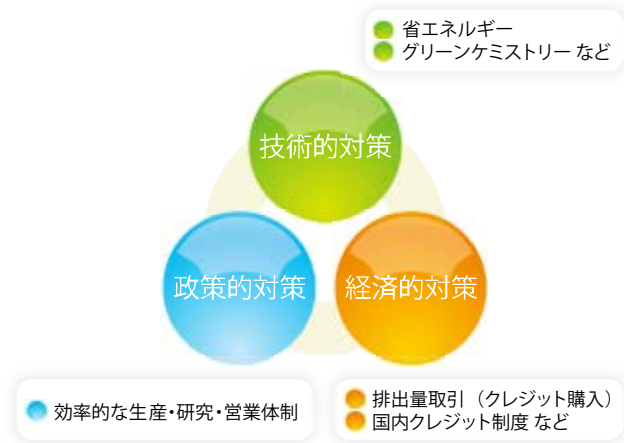 省エネルギー
グリーンケミストリー など
技術的対策
政策的対策
経済的対策
効率的な生産・研究・営業体制
排出量取引 （クレジット購入）
国内クレジット制度 など